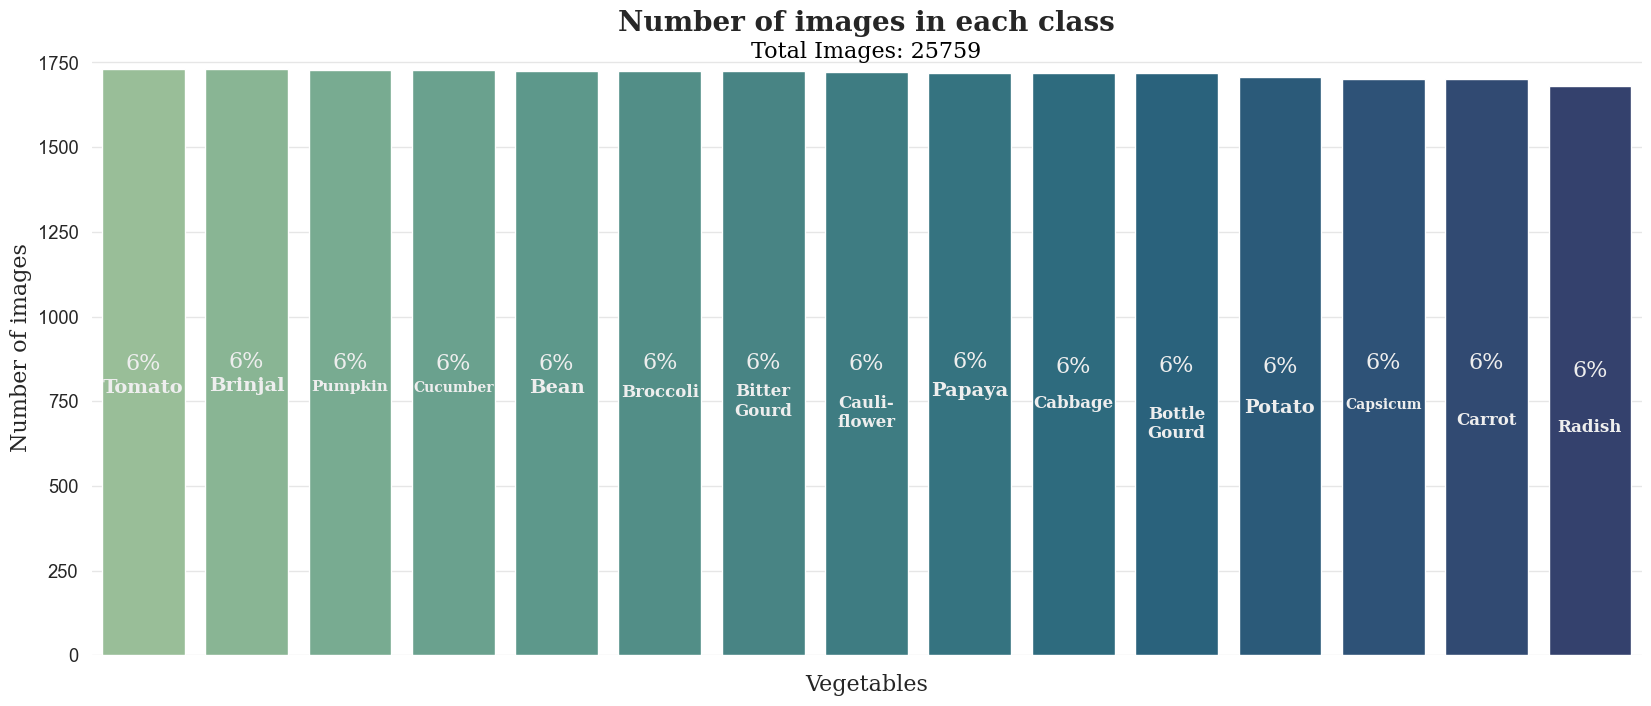 Number of images in each class
Total Images: 25759
Number of images
1750
1500
1250
1000
750
500
250
0
6%
Tomato
6%
Brinjal
6%
Pumpkin
6%
Cucumber
6%
Bean
6%
Broccoli
6%
Bitter
Gourd
6%
Cauli-
flower
6%
Papaya
6%
Cabbage
6%
Bottle
Gourd
6%
Potato
6%
Capsicum
6%
Carrot
6%
Radish
Vegetables